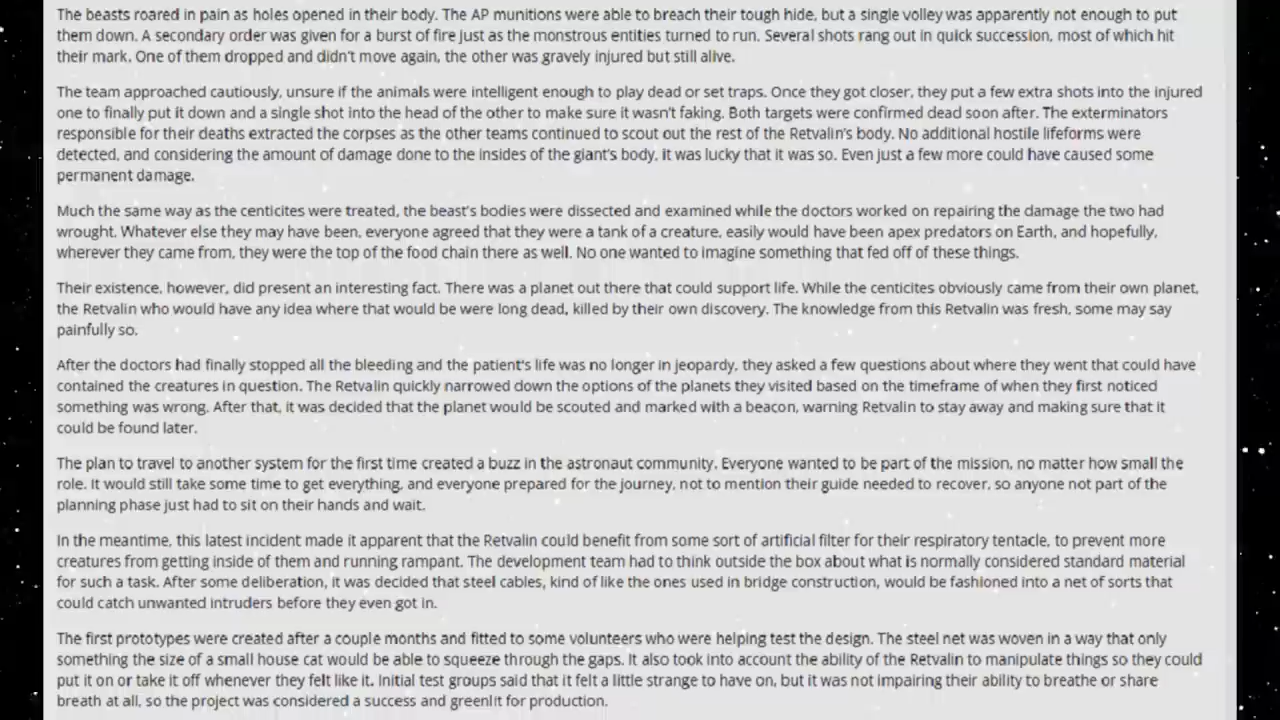 The beasts roared in pain as holes opened in their body. The AP munitions were able to breach their tough hide, but a single volley was apparently not enough to put
them down. A secondary order was given for a burst of fire just as the monstrous entities turned to run. Several shots rang out in quick succession, most of which hit
their mark. One of them dropped and didn't move again, the other was gravely injured but still alive.
The team approached cautiously, unsure if the animals were intelligent enough to play dead or set traps. Once they got closer, they put a few extra shots into the injured
one to finally put it down and a single shot into the head of the other to make sure it wasn't faking. Both targets were confirmed dead soon after. The exterminators
responsible for their deaths extracted the corpses as the other teams continued to scout out the rest of the Retvalin's body. No additional hostile lifeforms were
detected, and considering the amount of damage done to the insides of the giant's body, it was lucky that it was so. Even just a few more could have caused some
permanent damage.
Much the same way as the centicites were treated, the beast's bodies were dissected and examined while the doctors worked on repairing the damage the two had
wrought. Whatever else they may have been, everyone agreed that they were a tank of a creature, easily would have been apex predators on Earth, and hopefully,
wherever they came from, they were the top of the food chain there as well. No one wanted to imagine something that fed off of these things.
Their existence, however, did present an interesting fact. There was a planet out there that could support life. While the centicites obviously came from their own planet,
the Retvalin who would have any idea where that would be were long dead, killed by their own discovery. The knowledge from this Retvalin was fresh, some may say
painfully so.
After the doctors had finally stopped all the bleeding and the patient's life was no longer in jeopardy, they asked a few questions about where they went that could have
contained the creatures in question. The Retvalin quickly narrowed down the options of the planets they visited based on the timeframe of when they first noticed
something was wrong. After that, it was decided that the planet would be scouted and marked with a beacon, warning Retvalin to stay away and making sure that it
could be found later.
The plan to travel to another system for the first time created a buzz in the astronaut community. Everyone wanted to be part of the mission, no matter how small the
role. It would still take some time to get everything, and everyone prepared for the journey, not to mention their guide needed to recover, so anyone not part of the
planning phase just had to sit on their hands and wait.
In the meantime, this latest incident made it apparent that the Retvalin could benefit from some sort of artificial filter for their respiratory tentacle, to prevent more
creatures from getting inside of them and running rampant. The development team had to think outside the box about what is normally considered standard material
for such a task. After some deliberation, it was decided that steel cables, kind of like the ones used in bridge construction, would be fashioned into a net of sorts that
could catch unwanted intruders before they even got in.
The first prototypes were created after a couple months and fitted to some volunteers who were helping test the design. The steel net was woven in a way that only
something the size of a small house cat would be able to squeeze through the gaps. It also took into account the ability of the Retvalin to manipulate things so they could
put it on or take it off whenever they felt like it. Initial test groups said that it felt a little strange to have on, but it was not impairing their ability to breathe or share
breath at all, so the project was considered a success and greenlit for production.